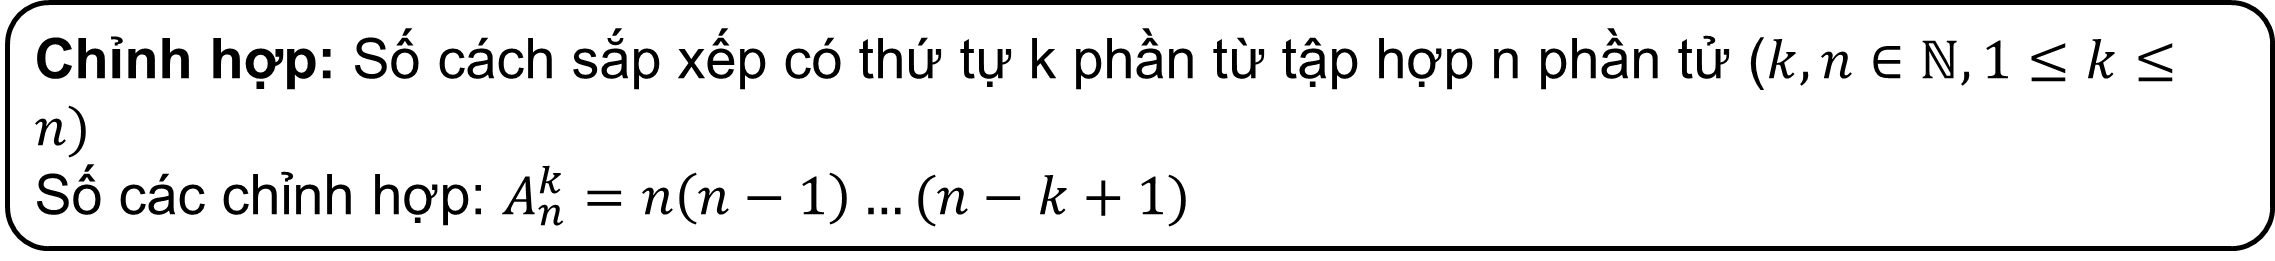 Chỉnh hợp: Số cách sắp xếp có thứ tự k phần từ tập hợp n phần tử (𝑘, 𝑛 ∈ ℕ, 1 ≤ 𝑘 ≤
𝑛)
Số các chỉnh hợp: 𝐴ₙᵏ = 𝑛(𝑛 − 1) … (𝑛 − 𝑘 + 1)